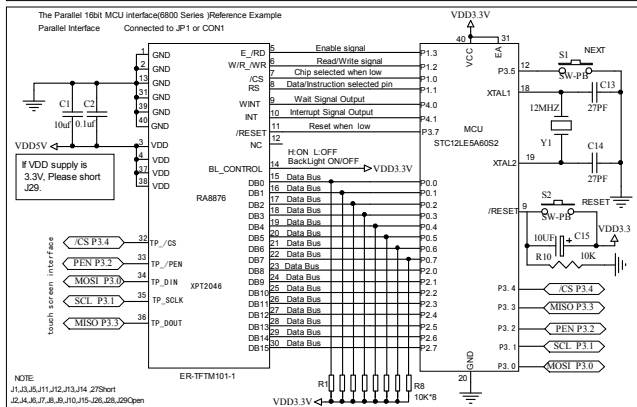 The Parallel 16bit MCU interface(6800 Series )Reference Example
Parallel Interface Connected to JP1 or CON1
1 GND
2 GND
13 GND
31 GND
39 GND
40 GND
C1 C2
10uf 0.1uf
VDD5V
3 VDD
4 VDD
37 VDD
38 VDD
If VDD supply is
3.3V, Please short
J29.
/CS P3.4 32 TP_/CS
PEN P3.2 33 TP_/PEN
MOSI P3.0 34 TP_DIN
SCL P3.1 35 TP_SCLK
MISO P3.3 36 TP_DOUT
touch screen interface
RA8876
XPT2046
ER-TFTM101-1
E_/RD 5 Enable signal P1.3
W/R_/WR 6 Read/Write signal P1.2
/CS 7 Chip selected when low P1.0
RS 8 Data/Instruction selected pin P1.1
WINT 9 Wait Signal Output P4.0
INT 10 Interrupt Signal Output P4.1
/RESET 11 Reset when low P3.7
NC 12
H:ON L:OFF
BL_CONTROL 14 BackLight ON/OFF VDD3.3V
DB0 15 Data Bus P0.0
DB1 16 Data Bus P0.1
DB2 17 Data Bus P0.2
DB3 18 Data Bus P0.3
DB4 19 Data Bus P0.4
DB5 20 Data Bus P0.5
DB6 21 Data Bus P0.6
DB7 22 Data Bus P0.7
DB8 23 Data Bus P2.0
DB9 24 Data Bus P2.1
DB10 25 Data Bus P2.2
DB11 26 Data Bus P2.3
DB12 27 Data Bus P2.4
DB13 28 Data Bus P2.5
DB14 29 Data Bus P2.6
DB15 30 Data Bus P2.7
R1 R8
10K*8
VDD3.3V
VDD3.3V
40 31
VCC EA
MCU
STC12LE5A60S2
GND
20
P3.5 12 S1 NEXT
SW-PB
XTAL1 18 C13
27PF
12MHZ
Y1
XTAL2 19 C14
27PF
S2
/RESET 9 RESET
SW-PB
VDD3.3
10UF + C15
R10 10K
P3. 4 /CS P3.4
P3. 3 MISO P3.3
P3. 2 PEN P3.2
P3. 1 SCL P3.1
P3. 0 MOSI P3.0
NOTE:
J1,J3,J5,J11,J12,J13,J14 ,27Short
J2,J4,J6,J7,J8,J9,J10,J15-J26,J28,J29Open